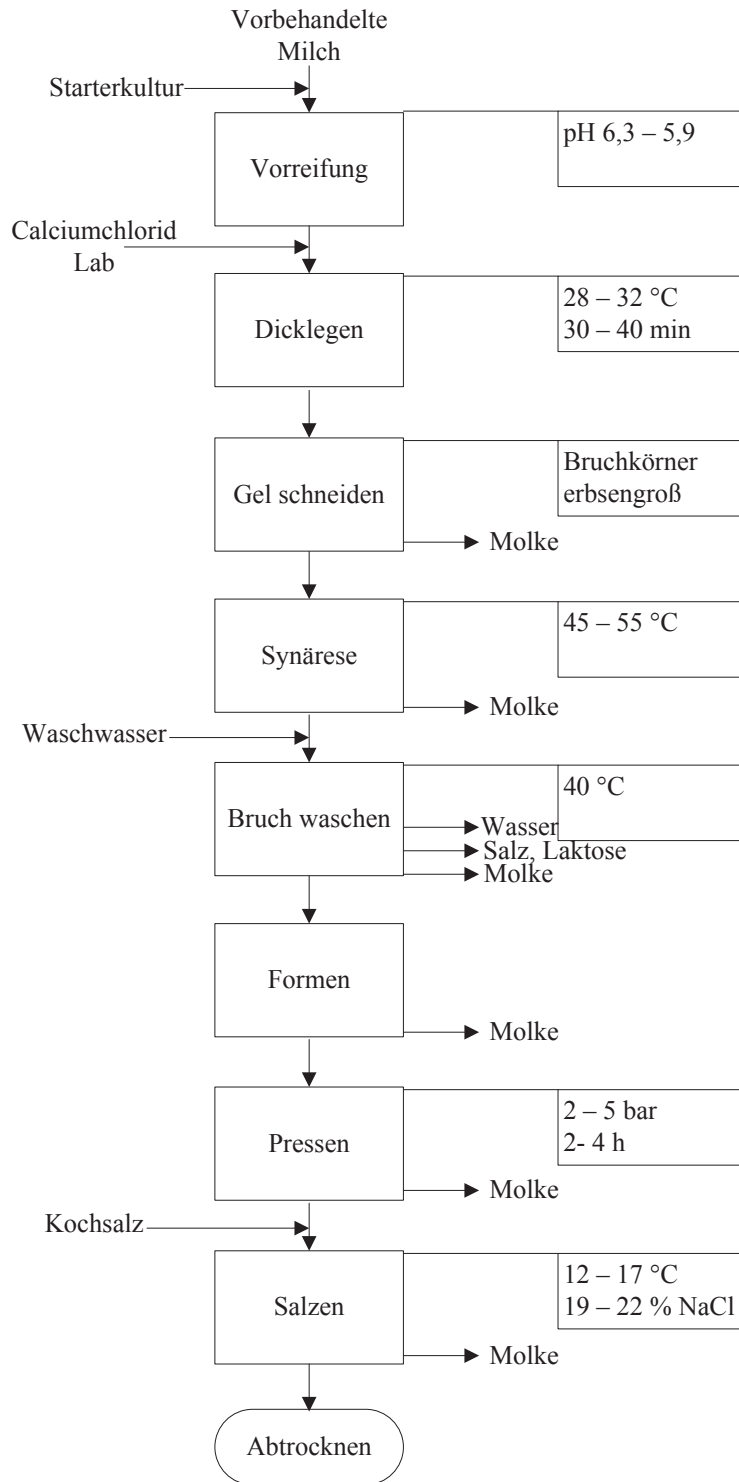 Vorbehandelte
Milch
Starterkultur
Vorreifung
pH 6,3 – 5,9
Calciumchlorid
Lab
Dicklegen
28 – 32 °C
30 – 40 min
Gel schneiden
Bruchkörner
erbsengroß
Molke
Synärese
45 – 55 °C
Molke
Waschwasser
Bruch waschen
40 °C
Wasser
Salz, Laktose
Molke
Formen
Molke
Pressen
2 – 5 bar
2- 4 h
Molke
Kochsalz
Salzen
12 – 17 °C
19 – 22 % NaCl
Molke
Abtrocknen